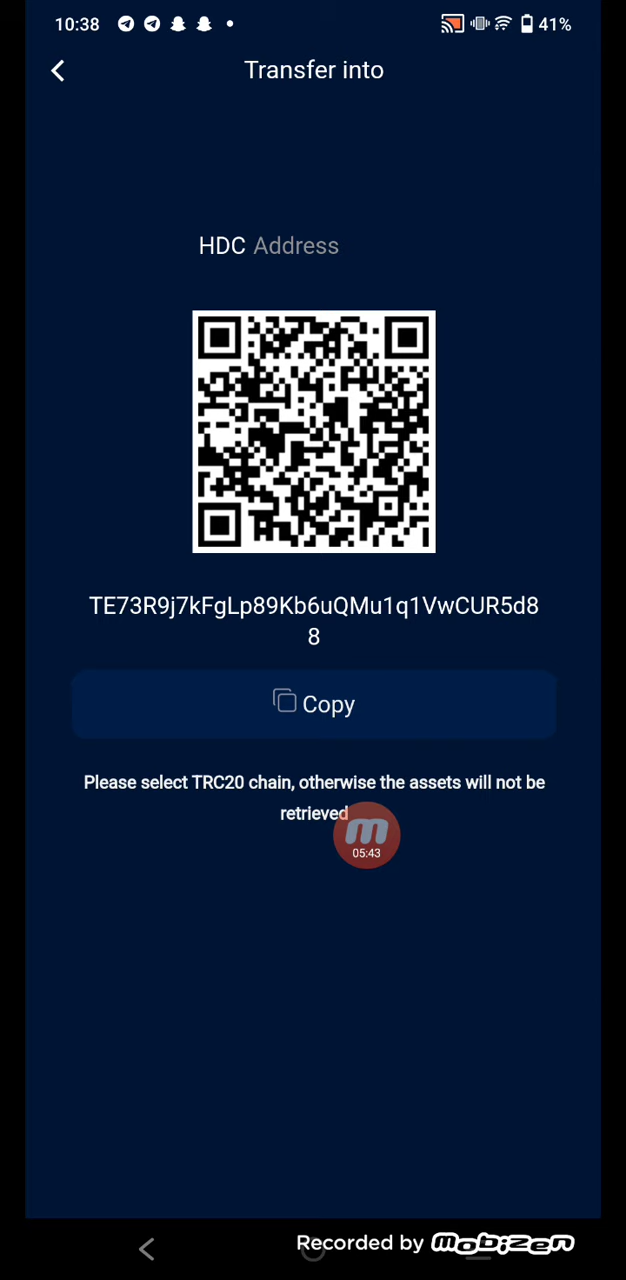 10:38 41%
Transfer into
HDC Address
TE73R9j7kFgLp89Kb6uQMu1q1VwCUR5d8
8
Copy
Please select TRC20 chain, otherwise the assets will not be
retrieved
m
05:43
Recorded by mobizen